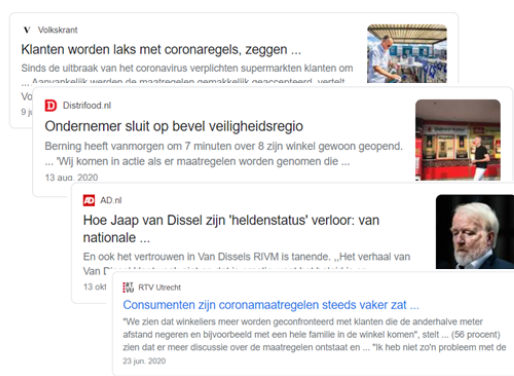 V Volkskrant
Klanten worden laks met coronaregels, zeggen ...
Sinds de uitbraak van het coronavirus verplichten supermarkten klanten om
... Aanvankelijk werden de maatregelen gemakkelijk geaccepteerd, vertelt
Vo
9 ju
D Distrifood.nl
Ondernemer sluit op bevel veiligheidsregio
Berning heeft vanmorgen om 7 minuten over 8 zijn winkel gewoon geopend.
... 'Wij komen in actie als er maatregelen worden genomen die ...
13 aug. 2020
AD AD.nl
Hoe Jaap van Dissel zijn 'heldenstatus' verloor: van
nationale ...
En ook het vertrouwen in Van Dissels RIVM is tanende. ,,Het verhaal van
Van
13 okt
RTV Utrecht
Consumenten zijn coronamaatregelen steeds vaker zat ...
"We zien dat winkeliers meer worden geconfronteerd met klanten die de anderhalve meter
afstand negeren en bijvoorbeeld met een hele familie in de winkel komen", stelt ... (56 procent)
zien dat er meer discussie over de maatregelen ontstaat en ... "Ik heb niet zo'n probleem met de
23 jun. 2020